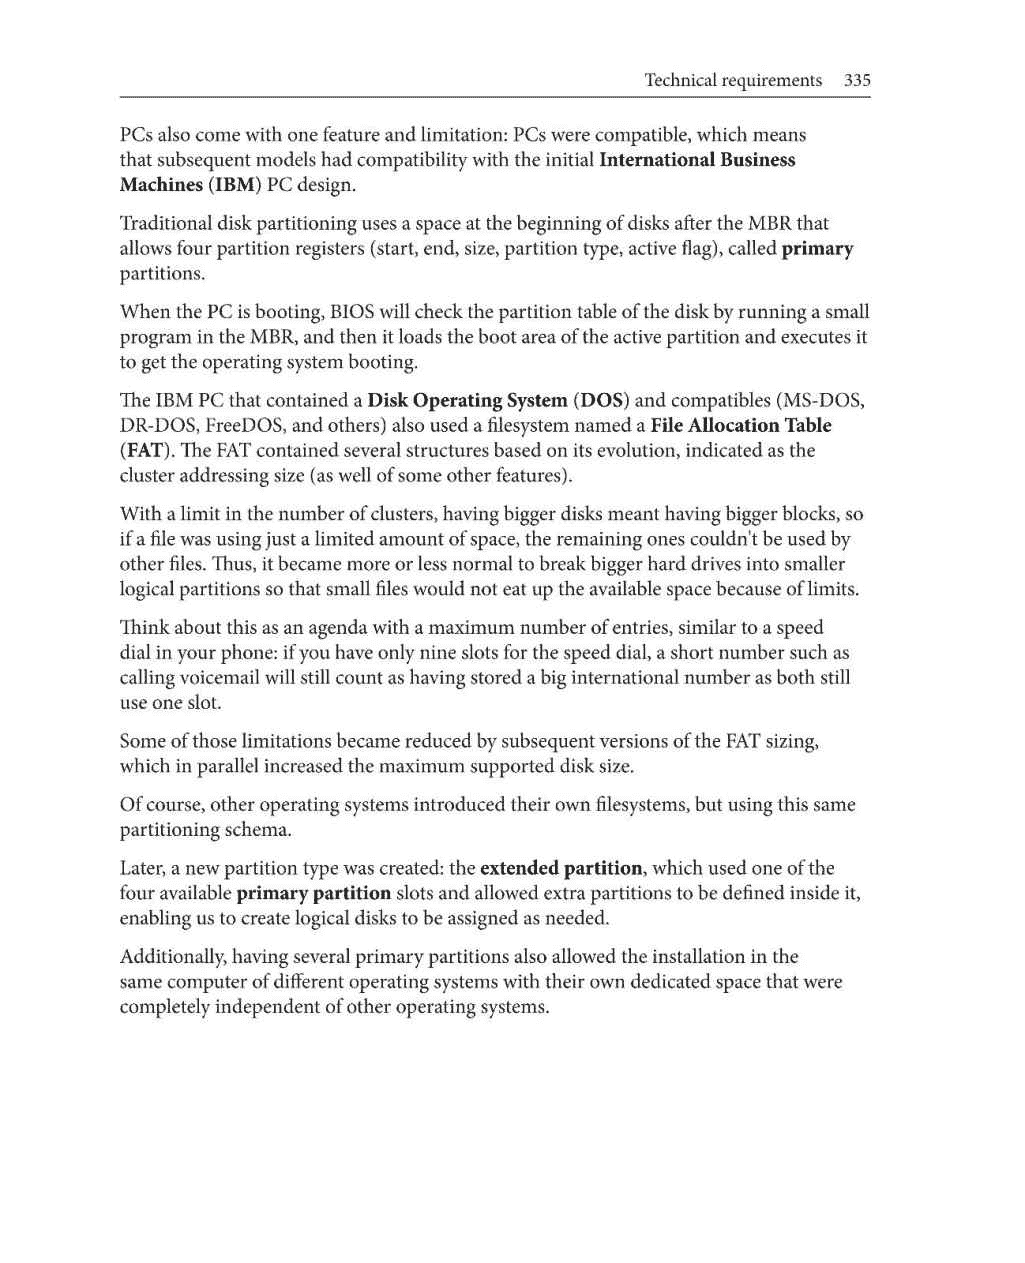 Technical requirements 335
PCs also come with one feature and limitation: PCs were compatible, which means
that subsequent models had compatibility with the initial International Business
Machines (IBM) PC design.
Traditional disk partitioning uses a space at the beginning of disks after the MBR that
allows four partition registers (start, end, size, partition type, active flag), called primary
partitions.
When the PC is booting, BIOS will check the partition table of the disk by running a small
program in the MBR, and then it loads the boot area of the active partition and executes it
to get the operating system booting.
The IBM PC that contained a Disk Operating System (DOS) and compatibles (MS-DOS,
DR-DOS, FreeDOS, and others) also used a filesystem named a File Allocation Table
(FAT). The FAT contained several structures based on its evolution, indicated as the
cluster addressing size (as well of some other features).
With a limit in the number of clusters, having bigger disks meant having bigger blocks, so
if a file was using just a limited amount of space, the remaining ones couldn't be used by
other files. Thus, it became more or less normal to break bigger hard drives into smaller
logical partitions so that small files would not eat up the available space because of limits.
Think about this as an agenda with a maximum number of entries, similar to a speed
dial in your phone: if you have only nine slots for the speed dial, a short number such as
calling voicemail will still count as having stored a big international number as both still
use one slot.
Some of those limitations became reduced by subsequent versions of the FAT sizing,
which in parallel increased the maximum supported disk size.
Of course, other operating systems introduced their own filesystems, but using this same
partitioning schema.
Later, a new partition type was created: the extended partition, which used one of the
four available primary partition slots and allowed extra partitions to be defined inside it,
enabling us to create logical disks to be assigned as needed.
Additionally, having several primary partitions also allowed the installation in the
same computer of different operating systems with their own dedicated space that were
completely independent of other operating systems.